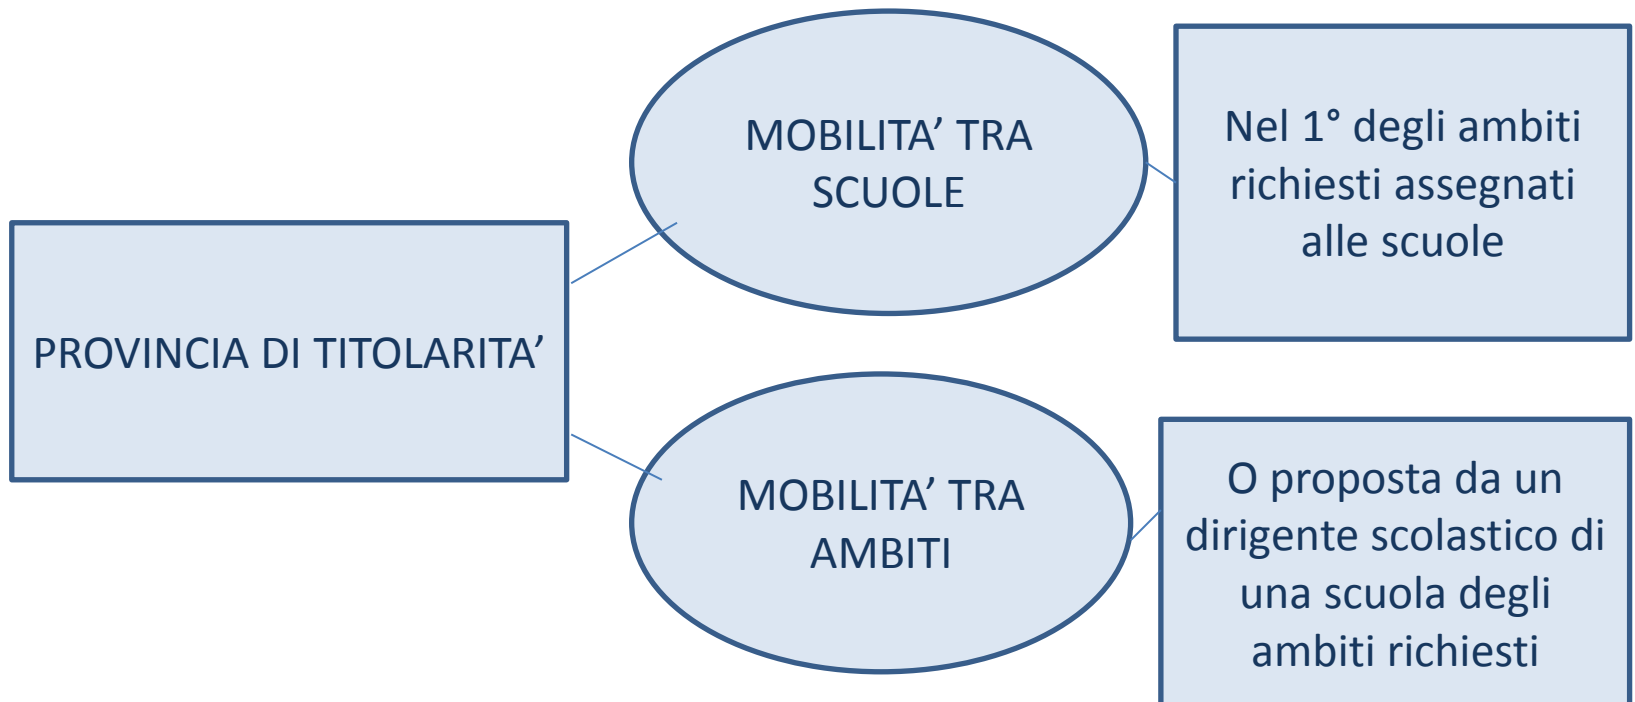 PROVINCIA DI TITOLARITA’
MOBILITA’ TRA
SCUOLE
Nel 1° degli ambiti
richiesti assegnati
alle scuole
MOBILITA’ TRA
AMBITI
O proposta da un
dirigente scolastico di
una scuola degli
ambiti richiesti